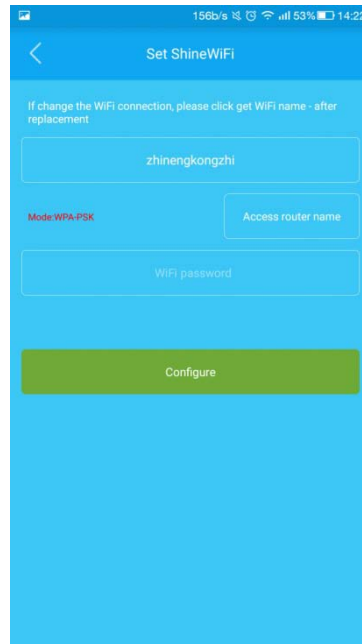 156b/s 53% 14:22
Set ShineWiFi
If change the WiFi connection, please click get WiFi name - after
replacement
zhinengkongzhi
Mode:WPA-PSK
Access router name
WiFi password
Configure